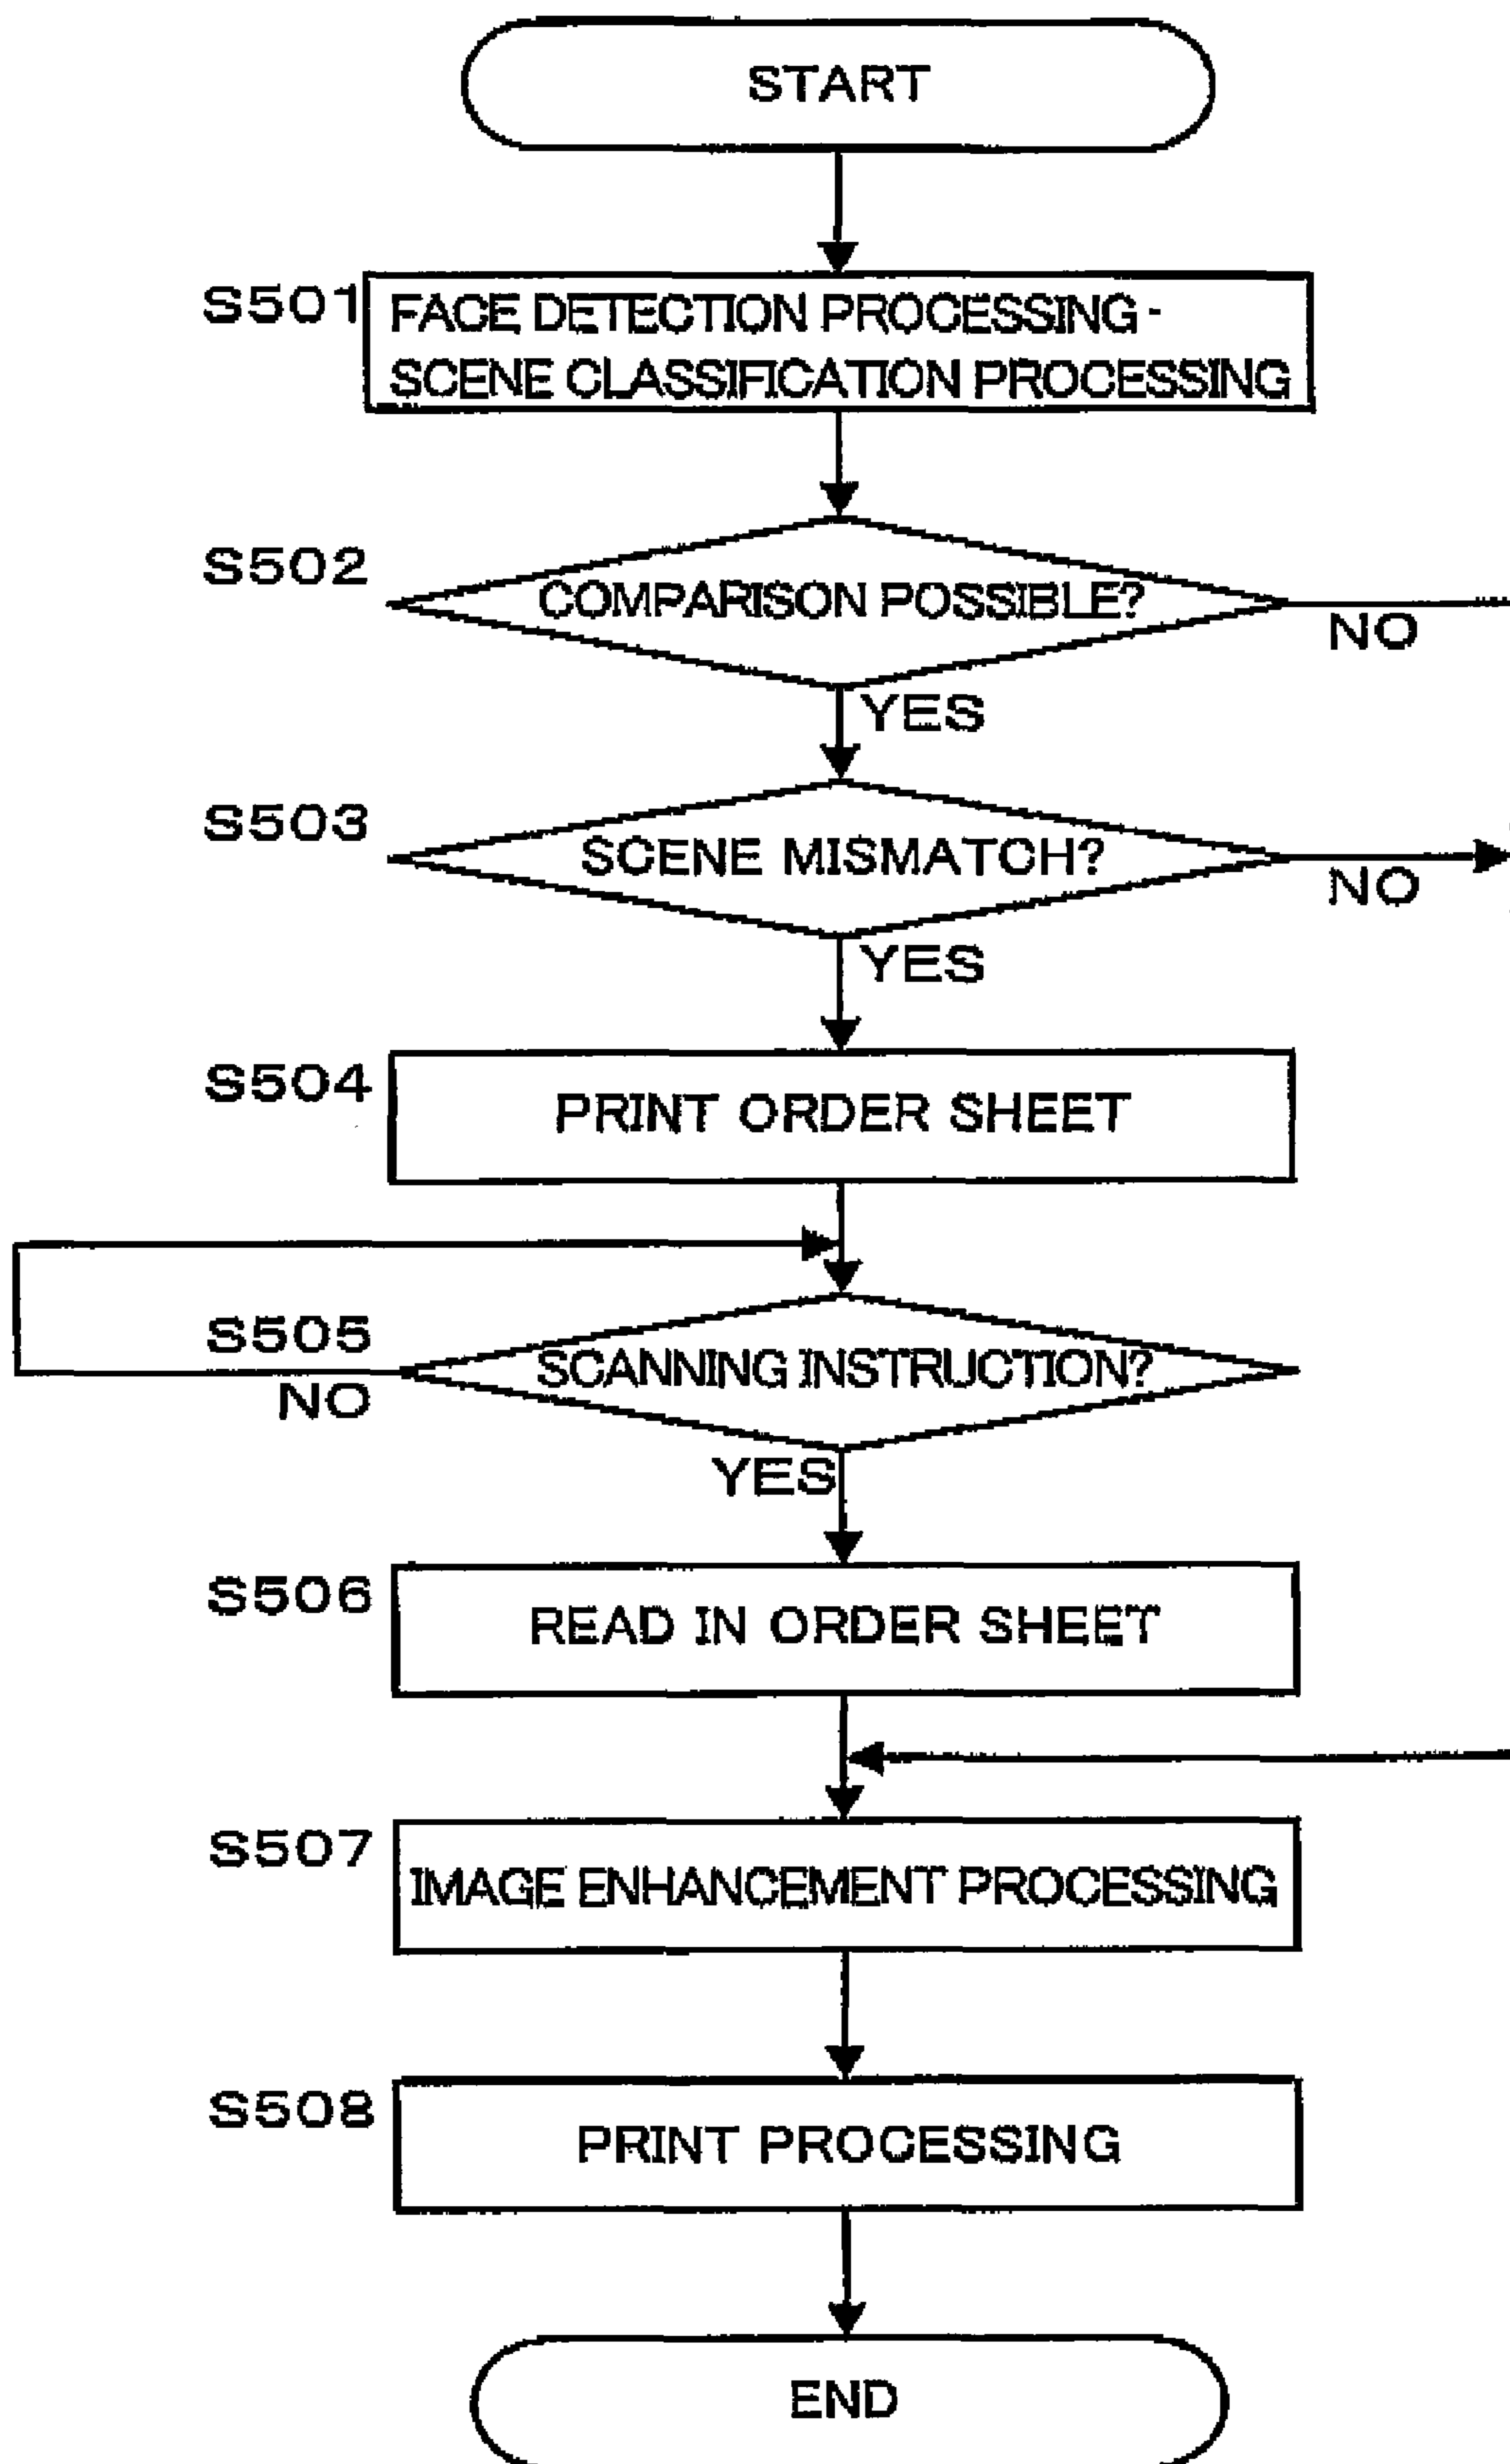 START
S501
FACE DETECTION PROCESSING -
SCENE CLASSIFICATION PROCESSING
S502
COMPARISON POSSIBLE?
NO
YES
S503
SCENE MISMATCH?
NO
YES
S504
PRINT ORDER SHEET
S505
SCANNING INSTRUCTION?
NO
YES
S506
READ IN ORDER SHEET
S507
IMAGE ENHANCEMENT PROCESSING
S508
PRINT PROCESSING
END